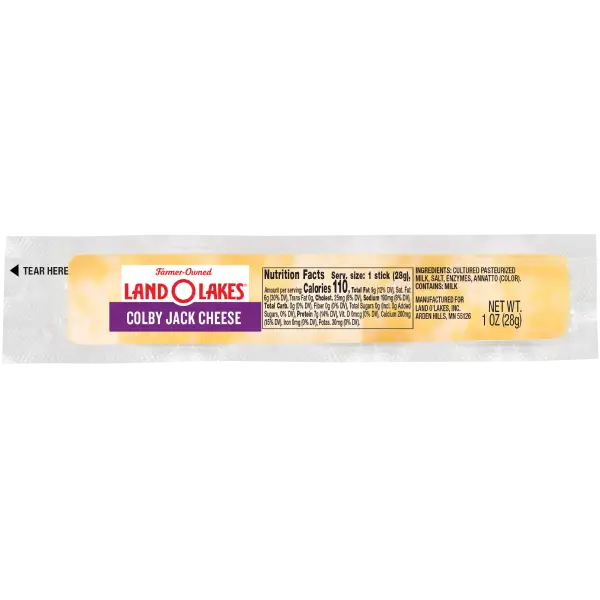 ◀ TEAR HERE
Farmer-Owned
LAND O LAKES®
COLBY JACK CHEESE
Nutrition Facts Serv. size: 1 stick (28g),
Amount per serving: Calories 110, Total Fat 9g (12% DV), Sat. Fat
6g (30% DV), Trans Fat 0g, Cholest. 25mg (8% DV), Sodium 190mg (8% DV),
Total Carb. 0g (0% DV), Fiber 0g (0% DV), Total Sugars 0g (Incl. 0g Added
Sugars, 0% DV), Protein 7g (14% DV), Vit. D 0mcg (0% DV), Calcium 200mg
(15% DV), Iron 0mg (0% DV), Potas. 30mg (0% DV).
INGREDIENTS: CULTURED PASTEURIZED
MILK, SALT, ENZYMES, ANNATTO (COLOR).
CONTAINS: MILK
MANUFACTURED FOR
LAND O'LAKES, INC.
ARDEN HILLS, MN 55126
NET WT.
1 OZ (28g)